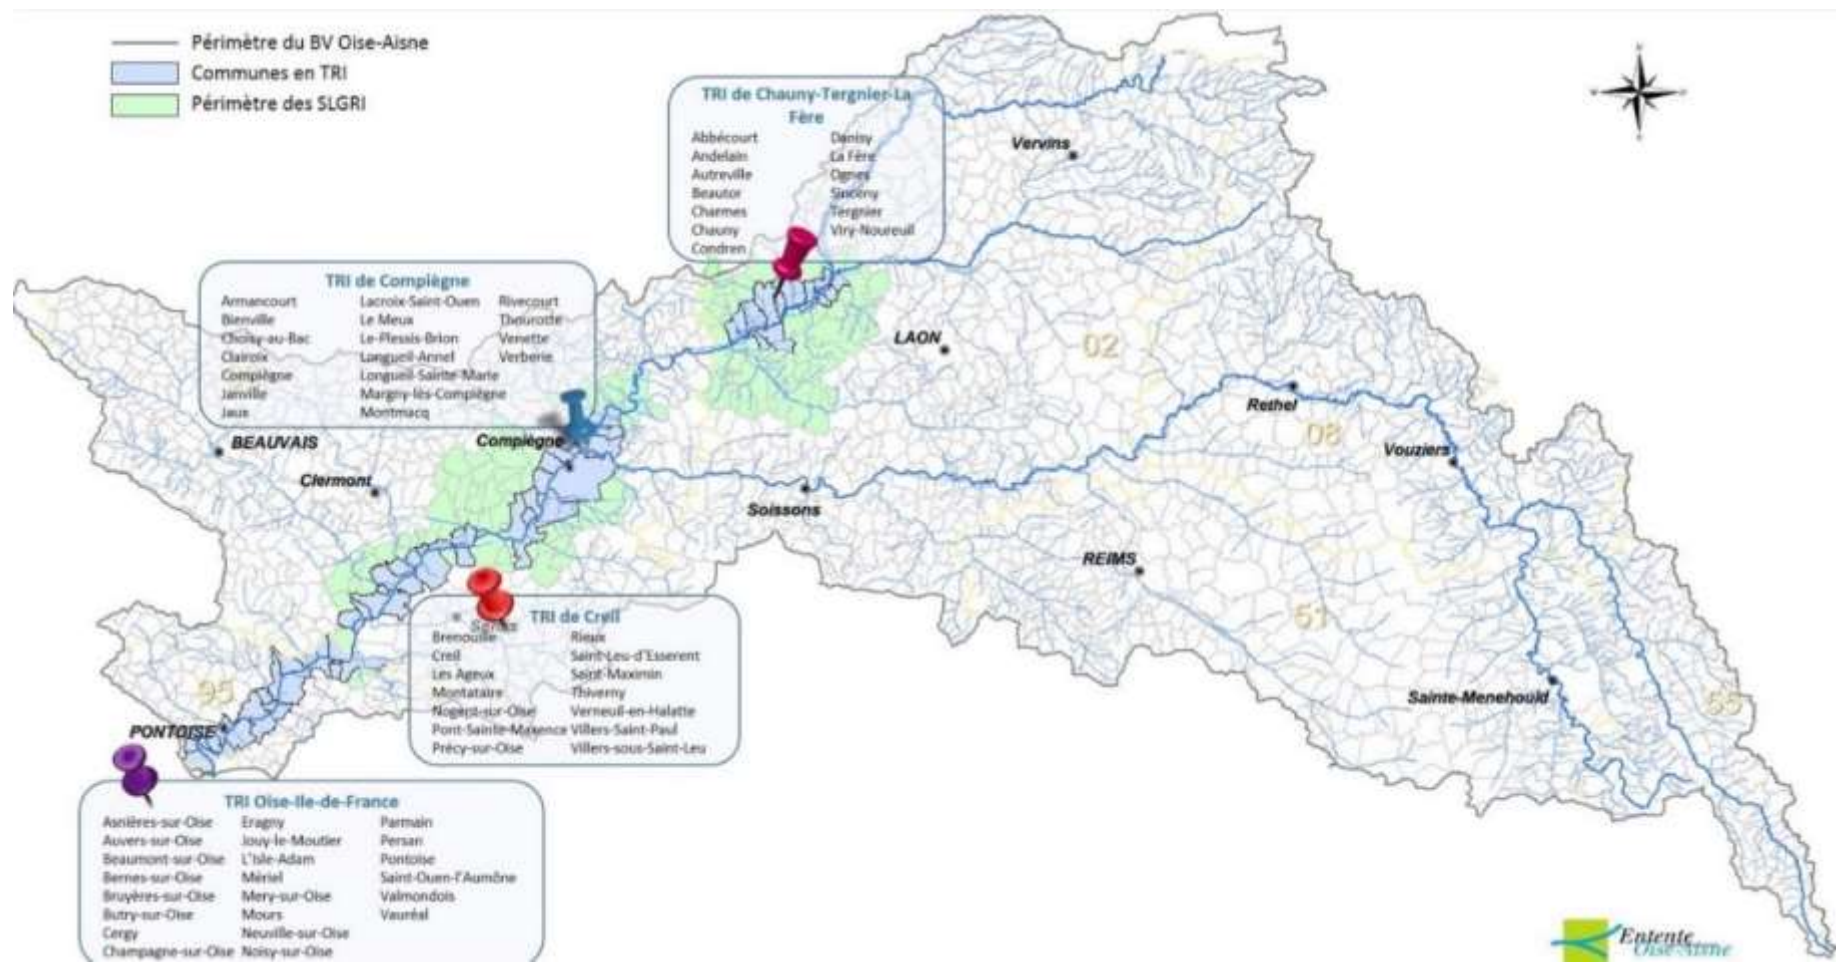 Périmètre du BV Oise-Aisne
Communes en TRI
Périmètre des SLGRI
TRI de Chauny-Tergnier-La
Fère
Abbécourt
Andelain
Autreville
Beautor
Charmes
Chauny
Condren
Danisy
La Fère
Ognes
Sinceny
Tergnier
Viry-Noureuil
TRI de Compiègne
Armancourt
Bienville
Choisy-au-Bac
Clairoix
Compiègne
Janville
Jaux
Lacroix-Saint-Ouen
Le Meux
Le-Plessis-Brion
Longueil-Annel
Longueil-Sainte-Marie
Margny-lès-Compiègne
Montmacq
Rivecourt
Thourotte
Venette
Verberie
Vervins
LAON
02
Rethel
08
Vouziers
BEAUVAIS
Clermont
Compiègne
Soissons
REIMS
51
Sainte-Menehould
55
95
PONTOISE
TRI de Creil
Brenouille
Creil
Les Ageux
Montataire
Nogent-sur-Oise
Pont-Sainte-Maxence
Précy-sur-Oise
Rieux
Saint-Leu-d'Esserent
Saint-Maximin
Thiverny
Verneuil-en-Halatte
Villers-Saint-Paul
Villers-sous-Saint-Leu
TRI Oise-Ile-de-France
Asnières-sur-Oise
Auvers-sur-Oise
Beaumont-sur-Oise
Bernes-sur-Oise
Bruyères-sur-Oise
Butry-sur-Oise
Cergy
Champagne-sur-Oise
Eragny
Jouy-le-Moutier
L'Isle-Adam
Mériel
Mery-sur-Oise
Mours
Neuville-sur-Oise
Noisy-sur-Oise
Parmain
Persan
Pontoise
Saint-Ouen-l'Aumône
Valmondois
Vauréal
Entente
Oise-Aisne